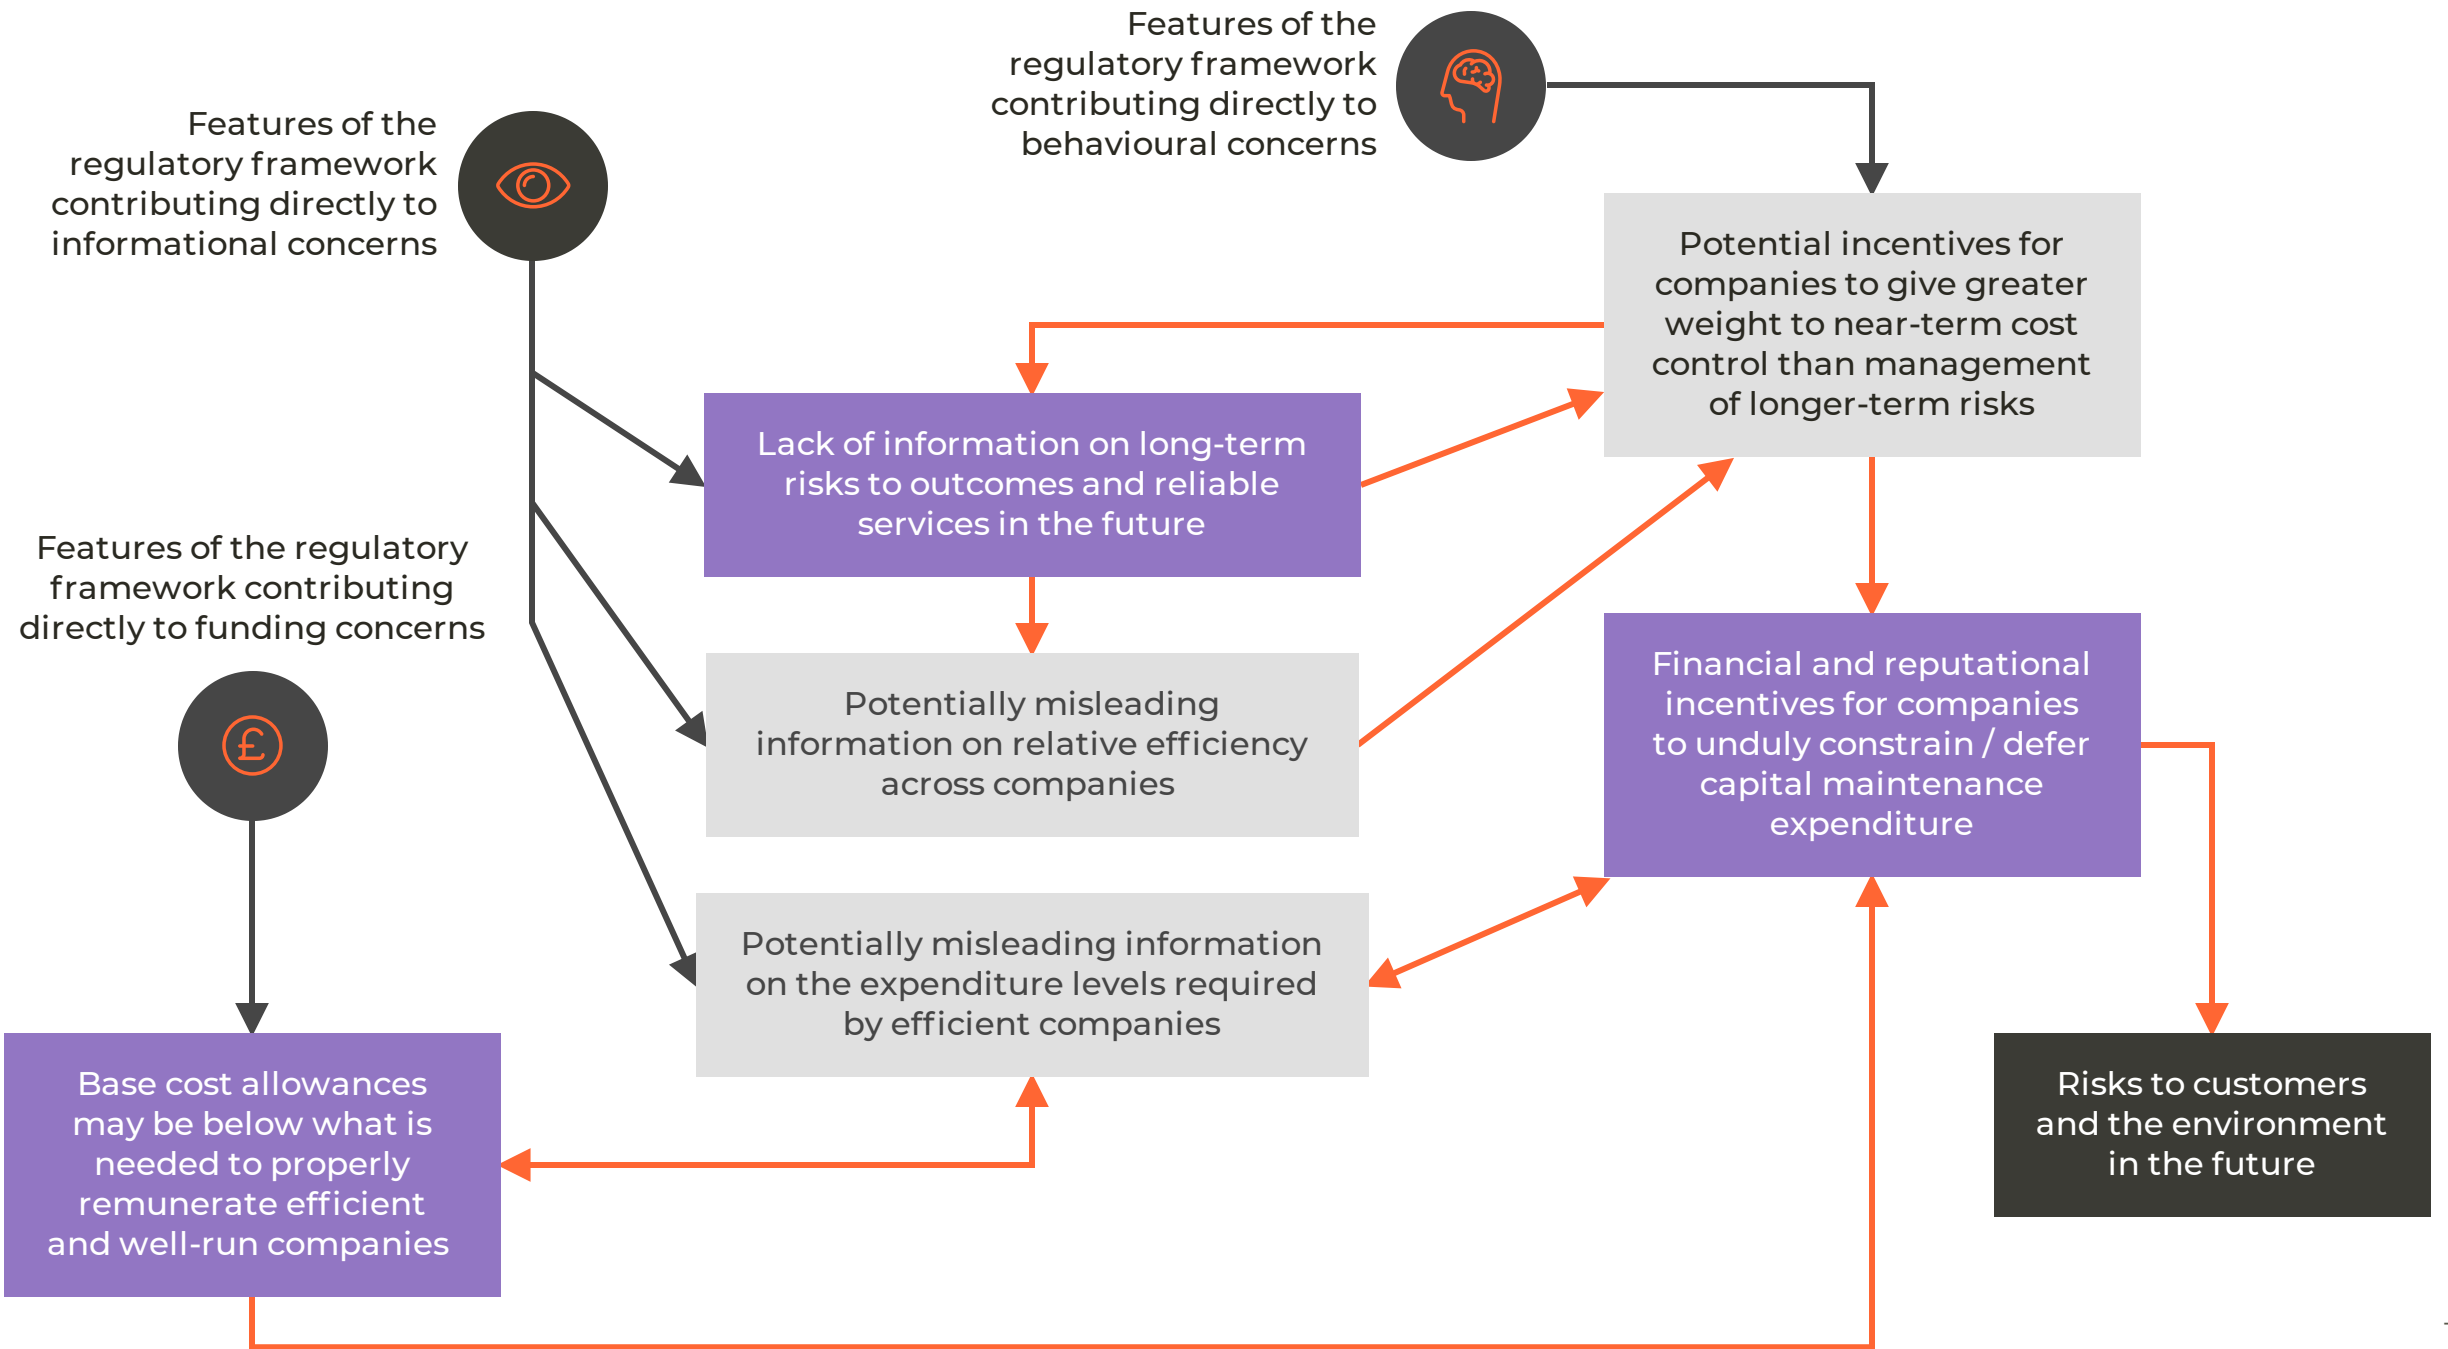 Features of the
regulatory framework
contributing directly to
behavioural concerns
Features of the
regulatory framework
contributing directly to
informational concerns
Potential incentives for
companies to give greater
weight to near-term cost
control than management
of longer-term risks
Lack of information on long-term
risks to outcomes and reliable
services in the future
Features of the regulatory
framework contributing
directly to funding concerns
£
Potentially misleading
information on relative efficiency
across companies
Financial and reputational
incentives for companies
to unduly constrain / defer
capital maintenance
expenditure
Potentially misleading information
on the expenditure levels required
by efficient companies
Base cost allowances
may be below what is
needed to properly
remunerate efficient
and well-run companies
Risks to customers
and the environment
in the future